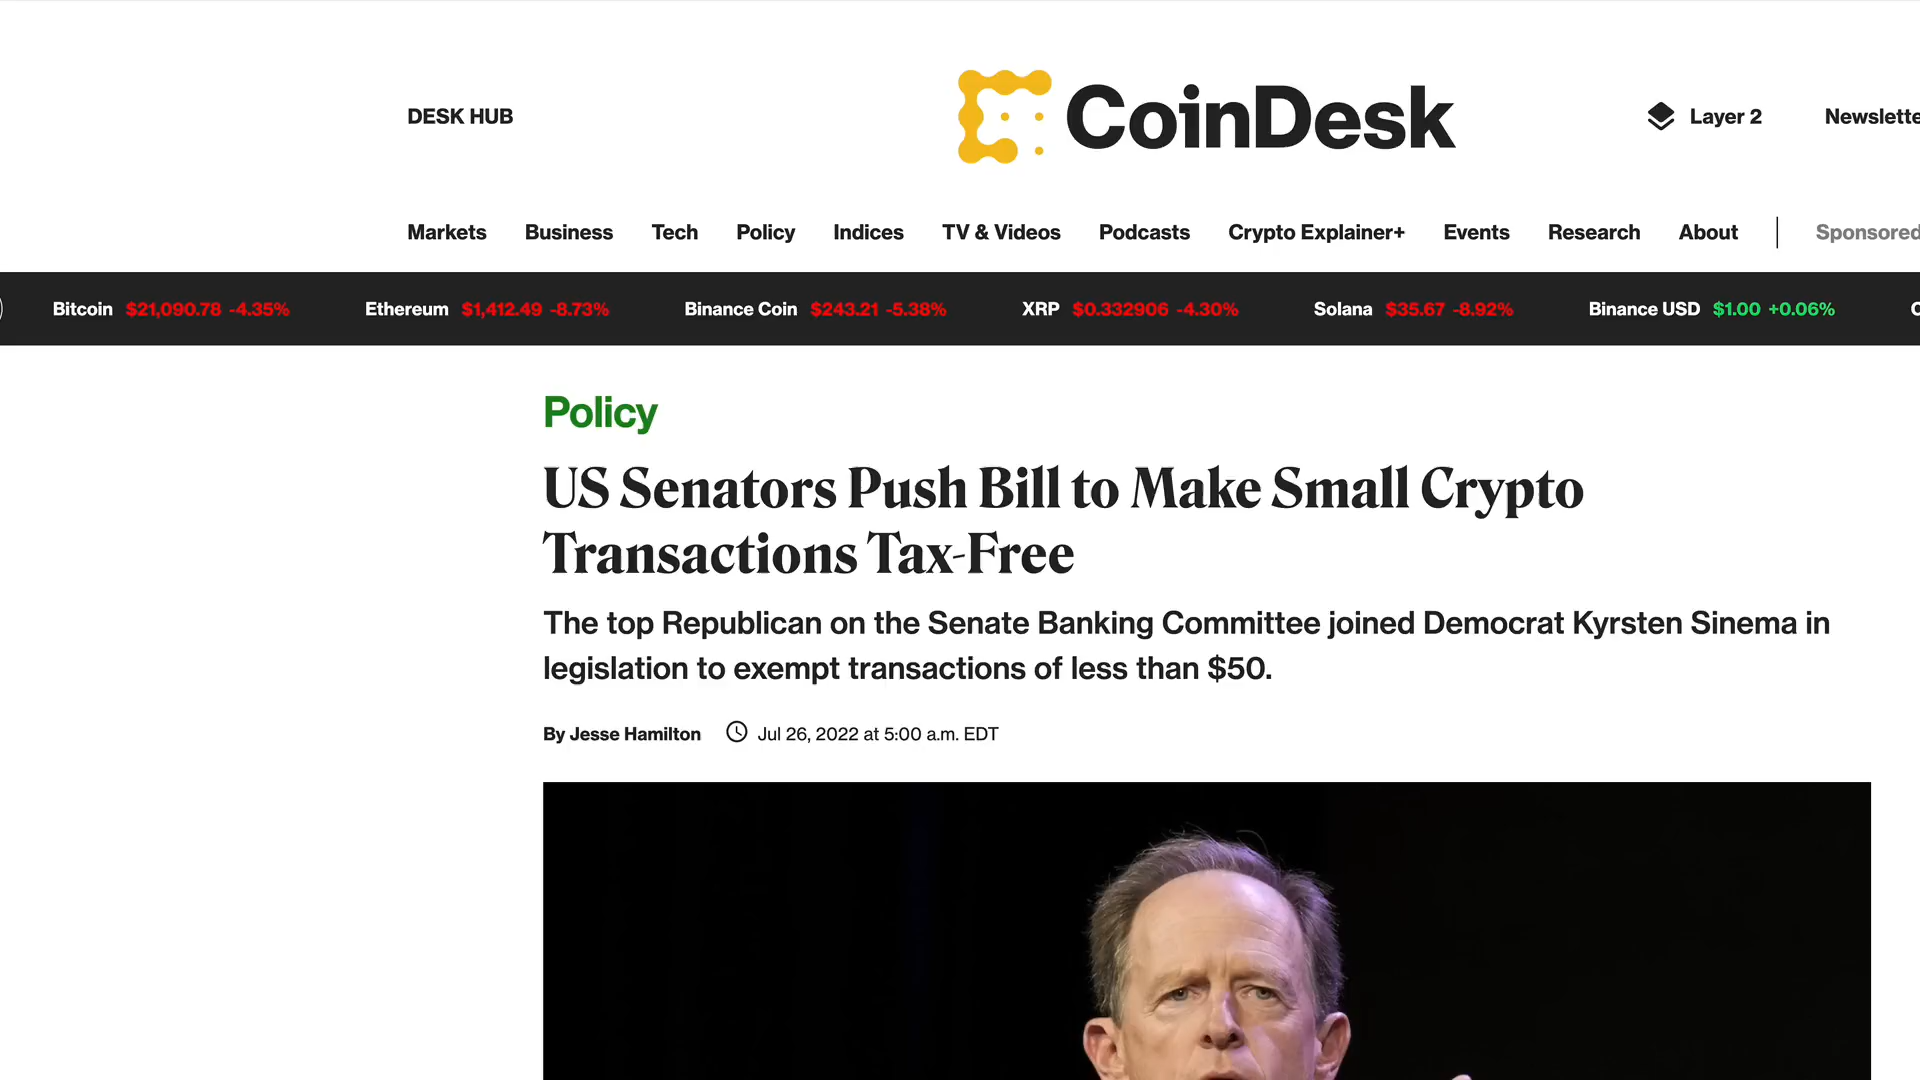 DESK HUB
CoinDesk
Layer 2
Markets Business Tech Policy Indices TV & Videos Podcasts Crypto Explainer+ Events Research About Sponsored
Bitcoin $21,090.78 -4.35% Ethereum $1,412.49 -8.73% Binance Coin $243.21 -5.38% XRP $0.332906 -4.30% Solana $35.67 -8.92% Binance USD $1.00 +0.06%
Policy
US Senators Push Bill to Make Small Crypto
Transactions Tax-Free
The top Republican on the Senate Banking Committee joined Democrat Kyrsten Sinema in
legislation to exempt transactions of less than $50.
By Jesse Hamilton Jul 26, 2022 at 5:00 a.m. EDT